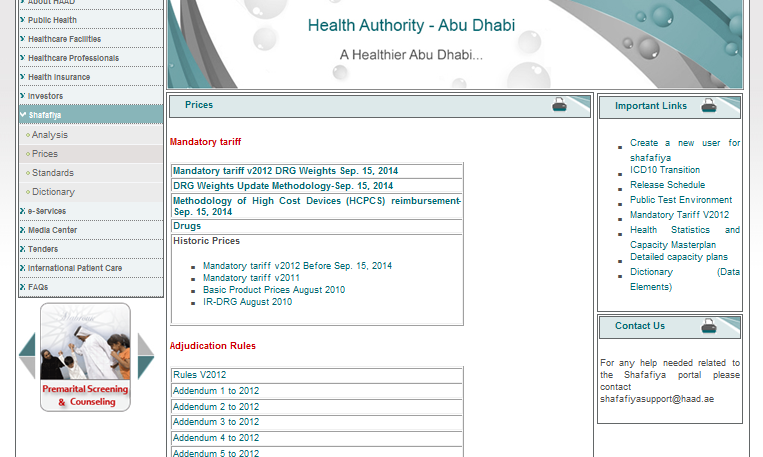 About HAAD
Public Health
Healthcare Facilities
Healthcare Professionals
Health Insurance
Investors
Shafafiya
Analysis
Prices
Standards
Dictionary
e-Services
Media Center
Tenders
International Patient Care
FAQs
Premarital Screening
& Counseling
Health Authority - Abu Dhabi
A Healthier Abu Dhabi...
Prices
Mandatory tariff
Mandatory tariff v2012 DRG Weights Sep. 15, 2014
DRG Weights Update Methodology-Sep. 15, 2014
Methodology of High Cost Devices (HCPCS) reimbursement-
Sep. 15, 2014
Drugs
Historic Prices
Mandatory tariff v2012 Before Sep. 15, 2014
Mandatory tariff v2011
Basic Product Prices August 2010
IR-DRG August 2010
Adjudication Rules
Rules V2012
Addendum 1 to 2012
Addendum 2 to 2012
Addendum 3 to 2012
Addendum 4 to 2012
Addendum 5 to 2012
Important Links
Create a new user for
shafafiya
ICD10 Transition
Release Schedule
Public Test Environment
Mandatory Tariff V2012
Health Statistics and
Capacity Masterplan
Detailed capacity plans
Dictionary (Data
Elements)
Contact Us
For any help needed related to
the Shafafiya portal please
contact
shafafiyasupport@haad.ae